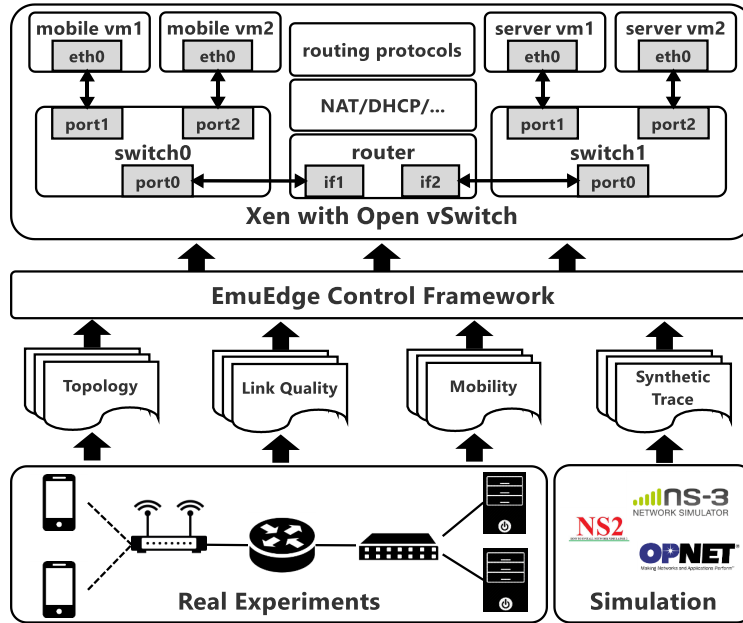 mobile vm1
mobile vm2
server vm1
server vm2
eth0
eth0
routing protocols
eth0
eth0
NAT/DHCP/...
port1
port2
port1
port2
switch0
router
switch1
port0
if1
if2
port0
Xen with Open vSwitch
EmuEdge Control Framework
Topology
Link Quality
Mobility
Synthetic
Trace
ns-3
NETWORK SIMULATOR
NS2
OPNET
Making Networks and Applications Perform
Real Experiments
Simulation